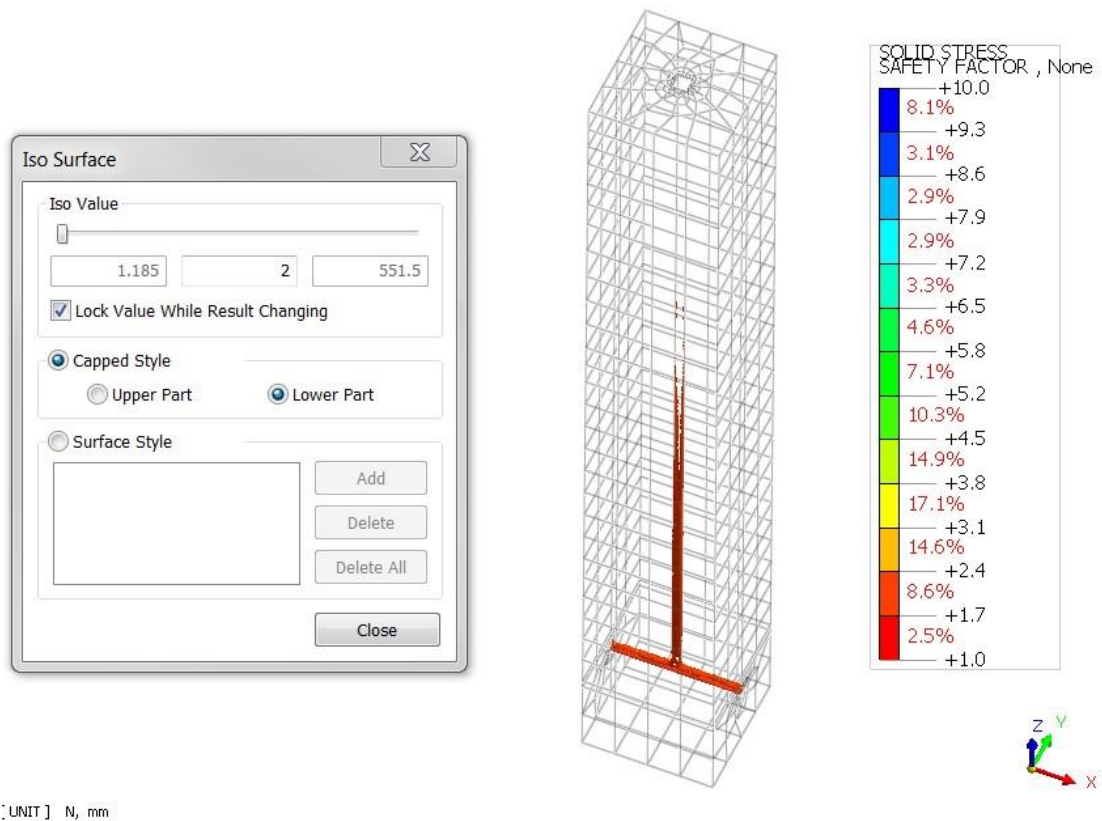 Iso Surface
Iso Value
1.185 2 551.5
Lock Value While Result Changing
Capped Style
Upper Part Lower Part
Surface Style
Add
Delete
Delete All
Close
SOLID STRESS
SAFETY FACTOR , None
+10.0
8.1%
+9.3
3.1%
+8.6
2.9%
+7.9
2.9%
+7.2
3.3%
+6.5
4.6%
+5.8
7.1%
+5.2
10.3%
+4.5
14.9%
+3.8
17.1%
+3.1
14.6%
+2.4
8.6%
+1.7
2.5%
+1.0
Z Y
X
[UNIT] N, mm